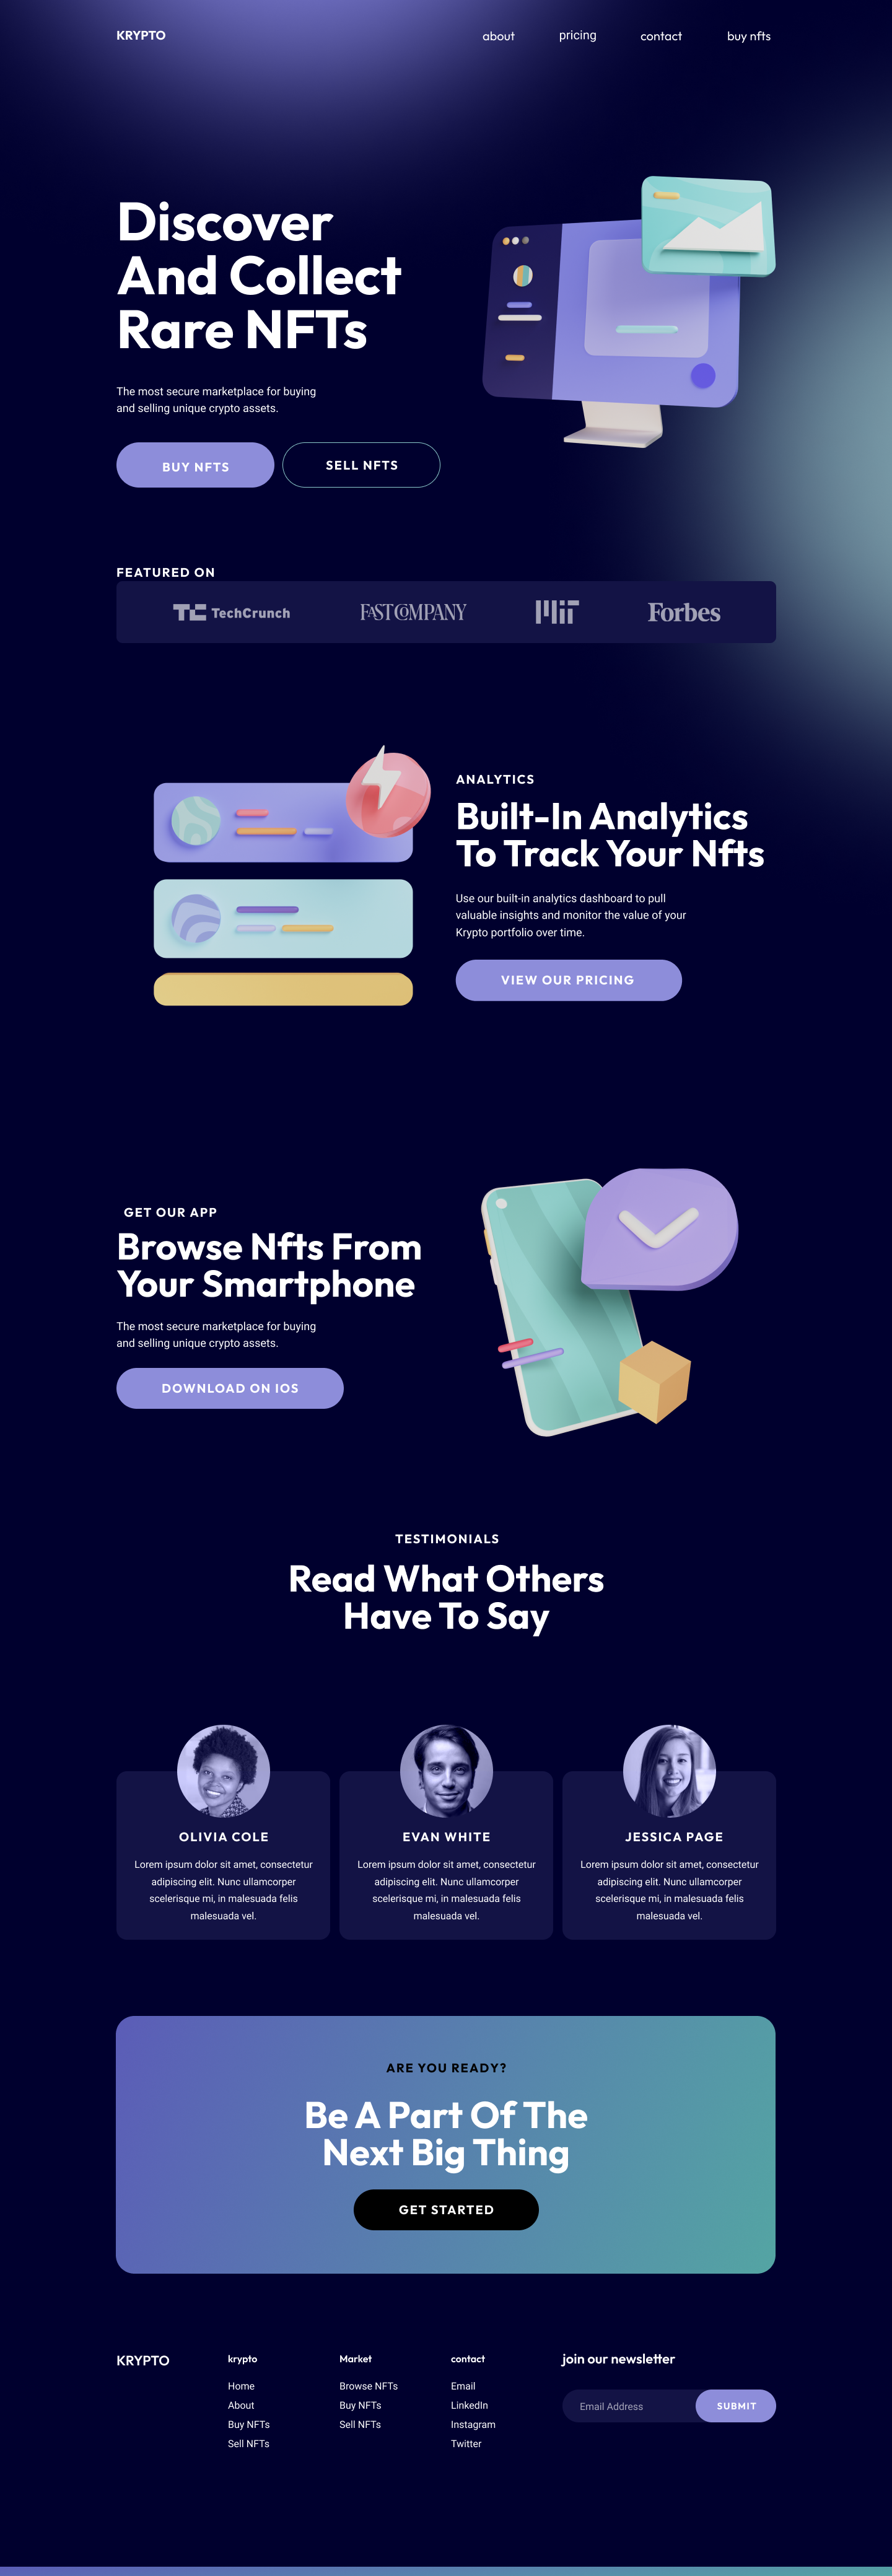 KRYPTO
about pricing contact buy nfts
Discover
And Collect
Rare NFTs
The most secure marketplace for buying
and selling unique crypto assets.
BUY NFTS
SELL NFTS
FEATURED ON
TC TechCrunch
FAST COMPANY
MIT
Forbes
ANALYTICS
Built-In Analytics
To Track Your Nfts
Use our built-in analytics dashboard to pull
valuable insights and monitor the value of your
Krypto portfolio over time.
VIEW OUR PRICING
GET OUR APP
Browse Nfts From
Your Smartphone
The most secure marketplace for buying
and selling unique crypto assets.
DOWNLOAD ON IOS
TESTIMONIALS
Read What Others
Have To Say
OLIVIA COLE
Lorem ipsum dolor sit amet, consectetur
adipiscing elit. Nunc ullamcorper
scelerisque mi, in malesuada felis
malesuada vel.
EVAN WHITE
Lorem ipsum dolor sit amet, consectetur
adipiscing elit. Nunc ullamcorper
scelerisque mi, in malesuada felis
malesuada vel.
JESSICA PAGE
Lorem ipsum dolor sit amet, consectetur
adipiscing elit. Nunc ullamcorper
scelerisque mi, in malesuada felis
malesuada vel.
ARE YOU READY?
Be A Part Of The
Next Big Thing
GET STARTED
KRYPTO
krypto
Home
About
Buy NFTs
Sell NFTs
Market
Browse NFTs
Buy NFTs
Sell NFTs
contact
Email
LinkedIn
Instagram
Twitter
join our newsletter
Email Address
SUBMIT